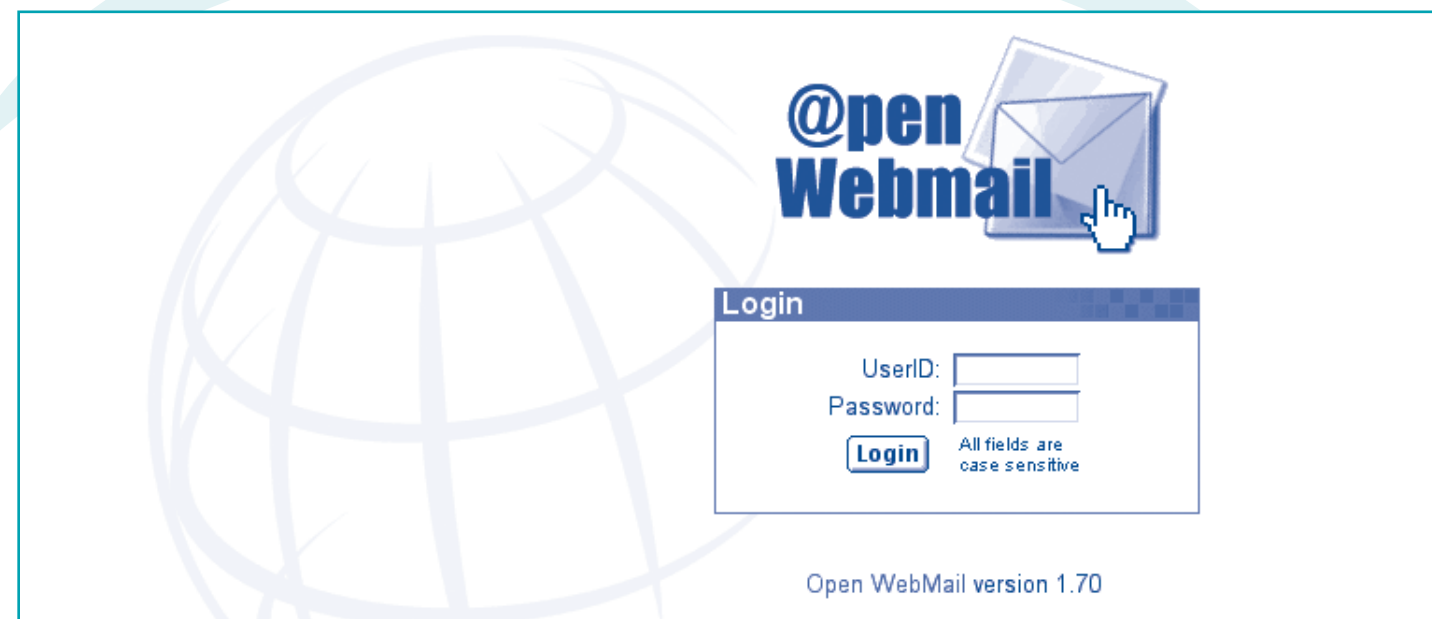 @pen
Webmail
Login
UserID:
Password:
Login
All fields are
case sensitive
Open WebMail version 1.70